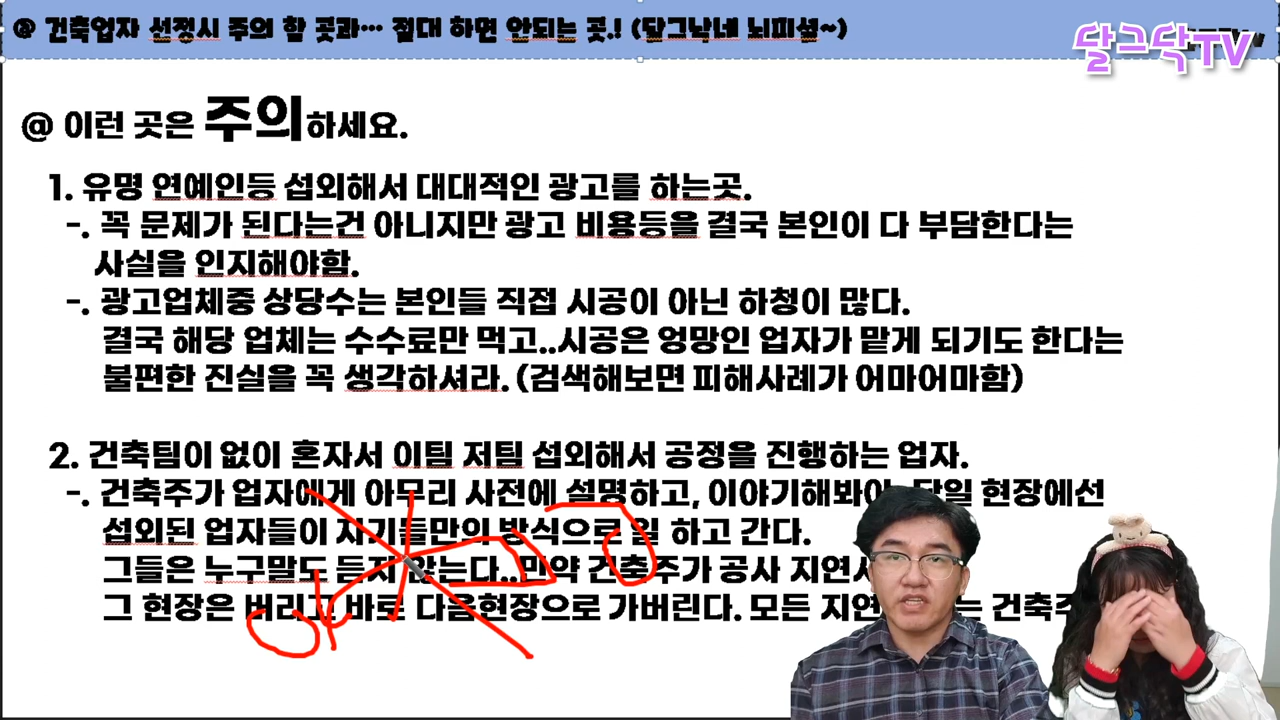 @ 건축업자 선정시 주의 할 곳과... 절대 하면 안되는 곳.! (달그닥네 뇌피셜~)
달그닥TV
@ 이런 곳은 주의하세요.
1. 유명 연예인등 섭외해서 대대적인 광고를 하는곳.
-. 꼭 문제가 된다는건 아니지만 광고 비용등을 결국 본인이 다 부담한다는
사실을 인지해야함.
-. 광고업체중 상당수는 본인들 직접 시공이 아닌 하청이 많다.
결국 해당 업체는 수수료만 먹고..시공은 엉망인 업자가 맡게 되기도 한다는
불편한 진실을 꼭 생각하셔라. (검색해보면 피해사례가 어마어마함)
2. 건축팀이 없이 혼자서 이팀 저팀 섭외해서 공정을 진행하는 업자.
-. 건축주가 업자에게 아무리 사전에 설명하고, 이야기해봐야, 당일 현장에선
섭외된 업자들이 자기들만의 방식으로 일 하고 간다.
그들은 누구말도 듣지 않는다..만약 건축주가 공사 지연
그 현장은 버리고 바로 다음현장으로 가버린다. 모든 지연 는 건축주